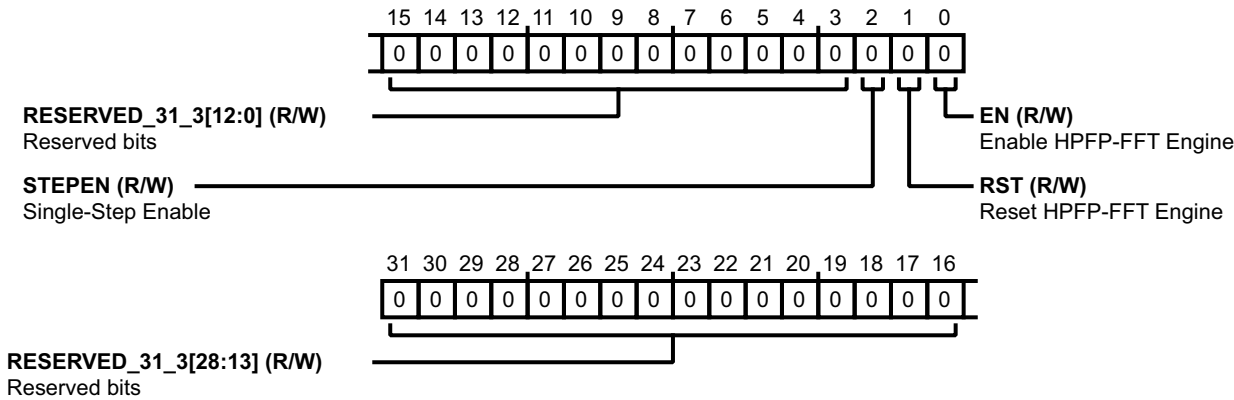 15 14 13 12 11 10 9 8 7 6 5 4 3 2 1 0
0 0 0 0 0 0 0 0 0 0 0 0 0 0 0 0
RESERVED_31_3[12:0] (R/W)
Reserved bits
EN (R/W)
Enable HPFP-FFT Engine
STEPEN (R/W)
Single-Step Enable
RST (R/W)
Reset HPFP-FFT Engine
31 30 29 28 27 26 25 24 23 22 21 20 19 18 17 16
0 0 0 0 0 0 0 0 0 0 0 0 0 0 0 0
RESERVED_31_3[28:13] (R/W)
Reserved bits